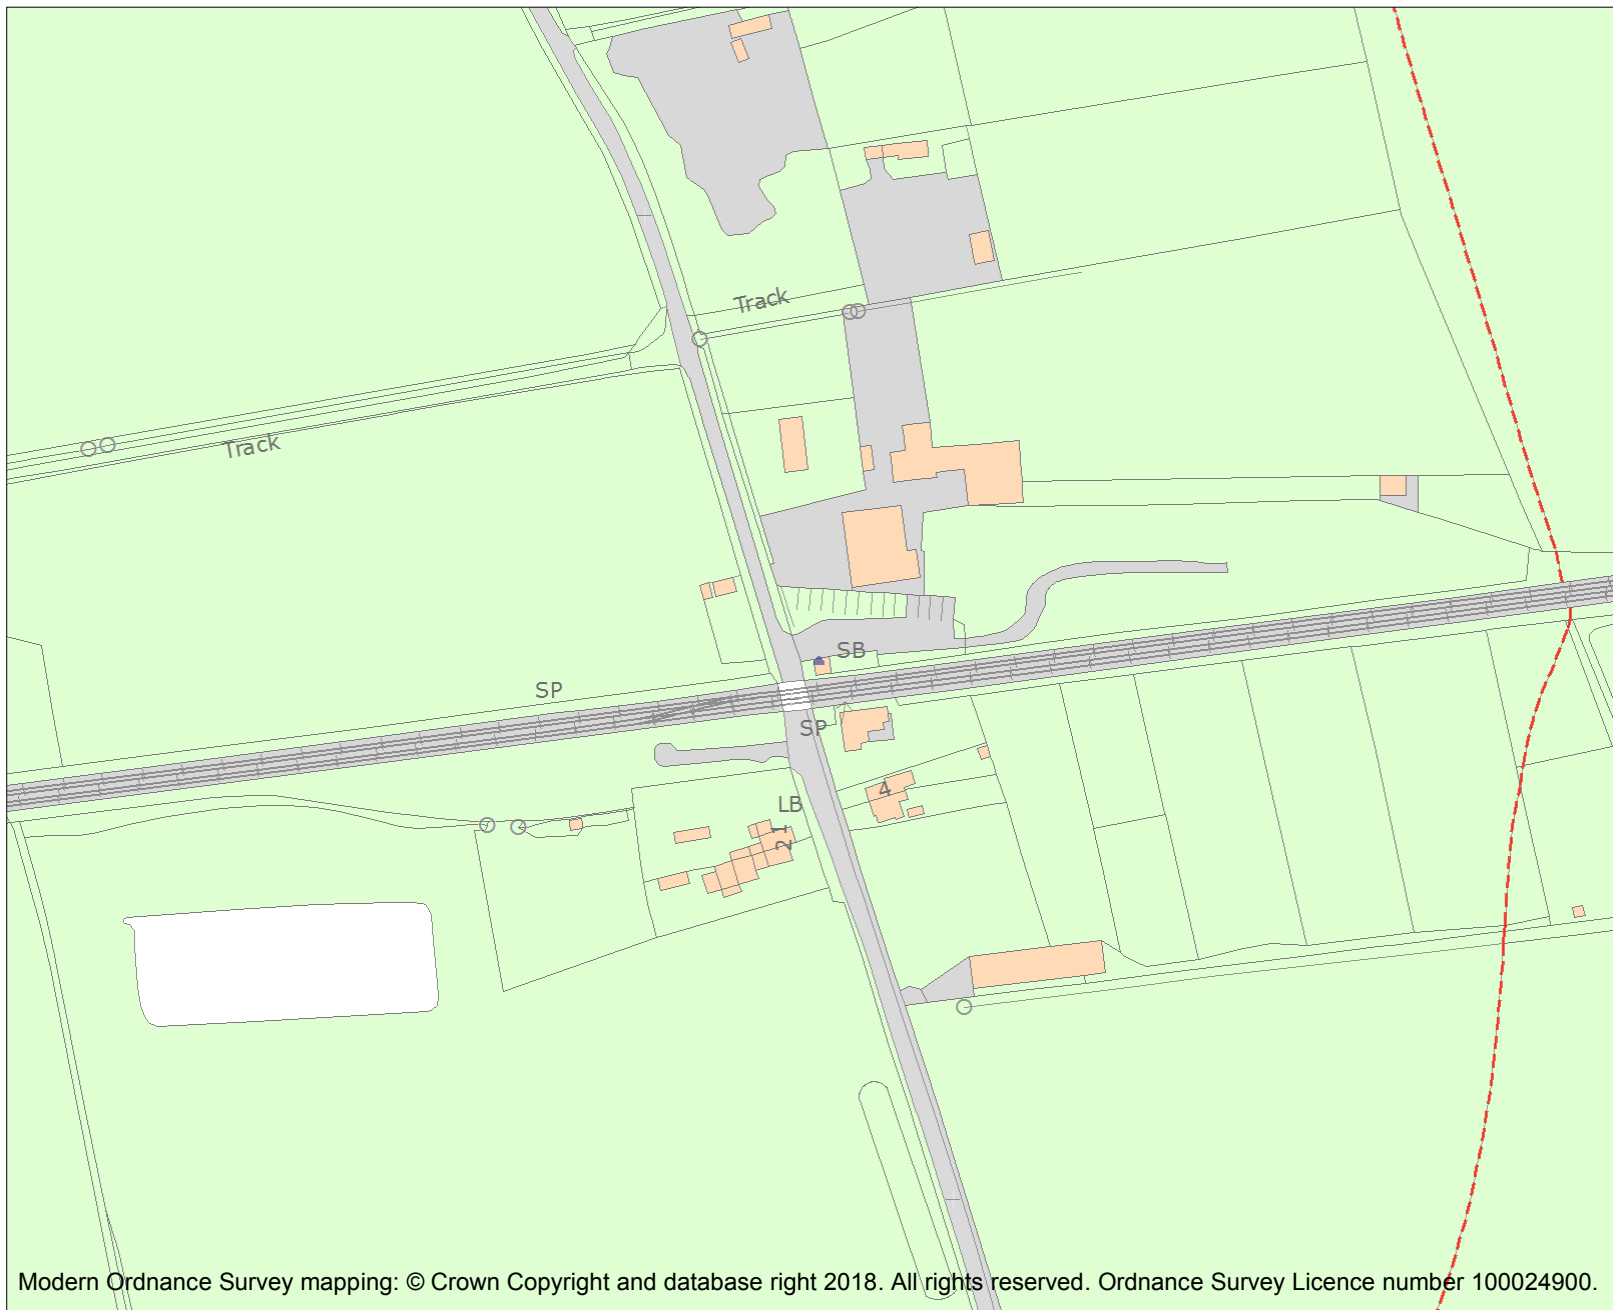 Track
Track
SB
SP
SP
4
LB
1
2
Modern Ordnance Survey mapping: © Crown Copyright and database right 2018. All rights reserved. Ordnance Survey Licence number 100024900.